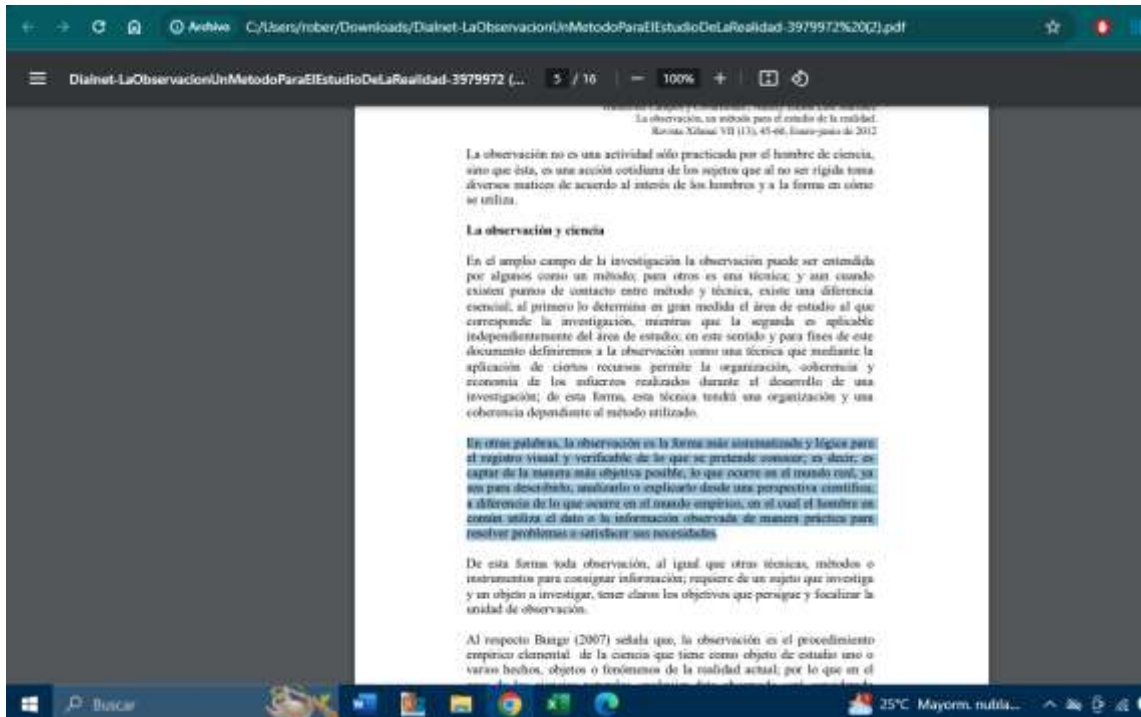 Archivo C:/Users/rober/Downloads/Dialnet-LaObservacionUnMetodoParaElEstudioDeLaRealidad-3979972%20(2).pdf
Dialnet-LaObservacionUnMetodoParaElEstudioDeLaRealidad-3979972 (... 5 / 16 − 100% +
La observación, un método para el estudio de la realidad.
Revista Xihmai VII (13), 45-60, Enero-junio de 2012
La observación no es una actividad sólo practicada por el hombre de ciencia,
sino que ésta, es una acción cotidiana de los sujetos que al no ser rígida toma
diversos matices de acuerdo al interés de los hombres y a la forma en cómo
se utiliza.
La observación y ciencia
En el amplio campo de la investigación la observación puede ser entendida
por algunos como un método; para otros es una técnica; y aun cuando
existen puntos de contacto entre método y técnica, existe una diferencia
esencial, al primero lo determina en gran medida el área de estudio al que
corresponde la investigación, mientras que la segunda es aplicable
independientemente del área de estudio; en este sentido y para fines de este
documento definiremos a la observación como una técnica que mediante la
aplicación de ciertos recursos permite la organización, coherencia y
economía de los esfuerzos realizados durante el desarrollo de una
investigación; de esta forma, esta técnica tendrá una organización y una
coherencia dependiente al método utilizado.
En otras palabras, la observación es la forma más sistematizada y lógica para
el registro visual y verificable de lo que se pretende conocer; es decir, es
captar de la manera más objetiva posible, lo que ocurre en el mundo real, ya
sea para describirlo, analizarlo o explicarlo desde una perspectiva científica;
a diferencia de lo que ocurre en el mundo empírico, en el cual el hombre en
común utiliza el dato o la información observada de manera práctica para
resolver problemas o satisfacer sus necesidades.
De esta forma toda observación, al igual que otras técnicas, métodos o
instrumentos para consignar información; requiere de un sujeto que investiga
y un objeto a investigar, tener claros los objetivos que persigue y focalizar la
unidad de observación.
Al respecto Bunge (2007) señala que, la observación es el procedimiento
empírico elemental de la ciencia que tiene como objeto de estudio uno o
varios hechos, objetos o fenómenos de la realidad actual; por lo que en el
Buscar 25°C Mayorm. nubla...